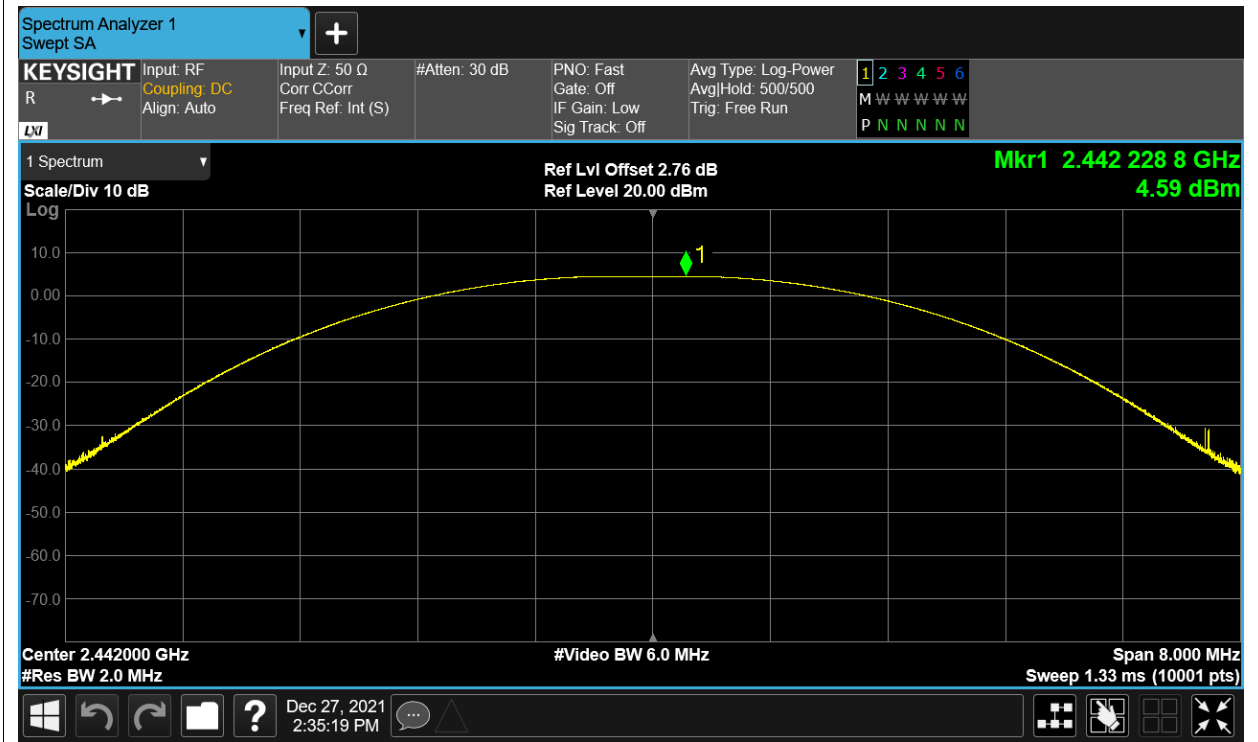 Spectrum Analyzer 1
Swept SA
+
KEYSIGHT
R
LXI
Input: RF
Coupling: DC
Align: Auto
Input Z: 50 Ω
Corr CCorr
Freq Ref: Int (S)
#Atten: 30 dB
PNO: Fast
Gate: Off
IF Gain: Low
Sig Track: Off
Avg Type: Log-Power
Avg|Hold: 500/500
Trig: Free Run
1 2 3 4 5 6
M W W W W W
P N N N N N
1 Spectrum
Scale/Div 10 dB
Log
Ref Lvl Offset 2.76 dB
Ref Level 20.00 dBm
Mkr1 2.442 228 8 GHz
4.59 dBm
1
10.0
0.00
-10.0
-20.0
-30.0
-40.0
-50.0
-60.0
-70.0
Center 2.442000 GHz
#Res BW 2.0 MHz
#Video BW 6.0 MHz
Span 8.000 MHz
Sweep 1.33 ms (10001 pts)
?
Dec 27, 2021
2:35:19 PM